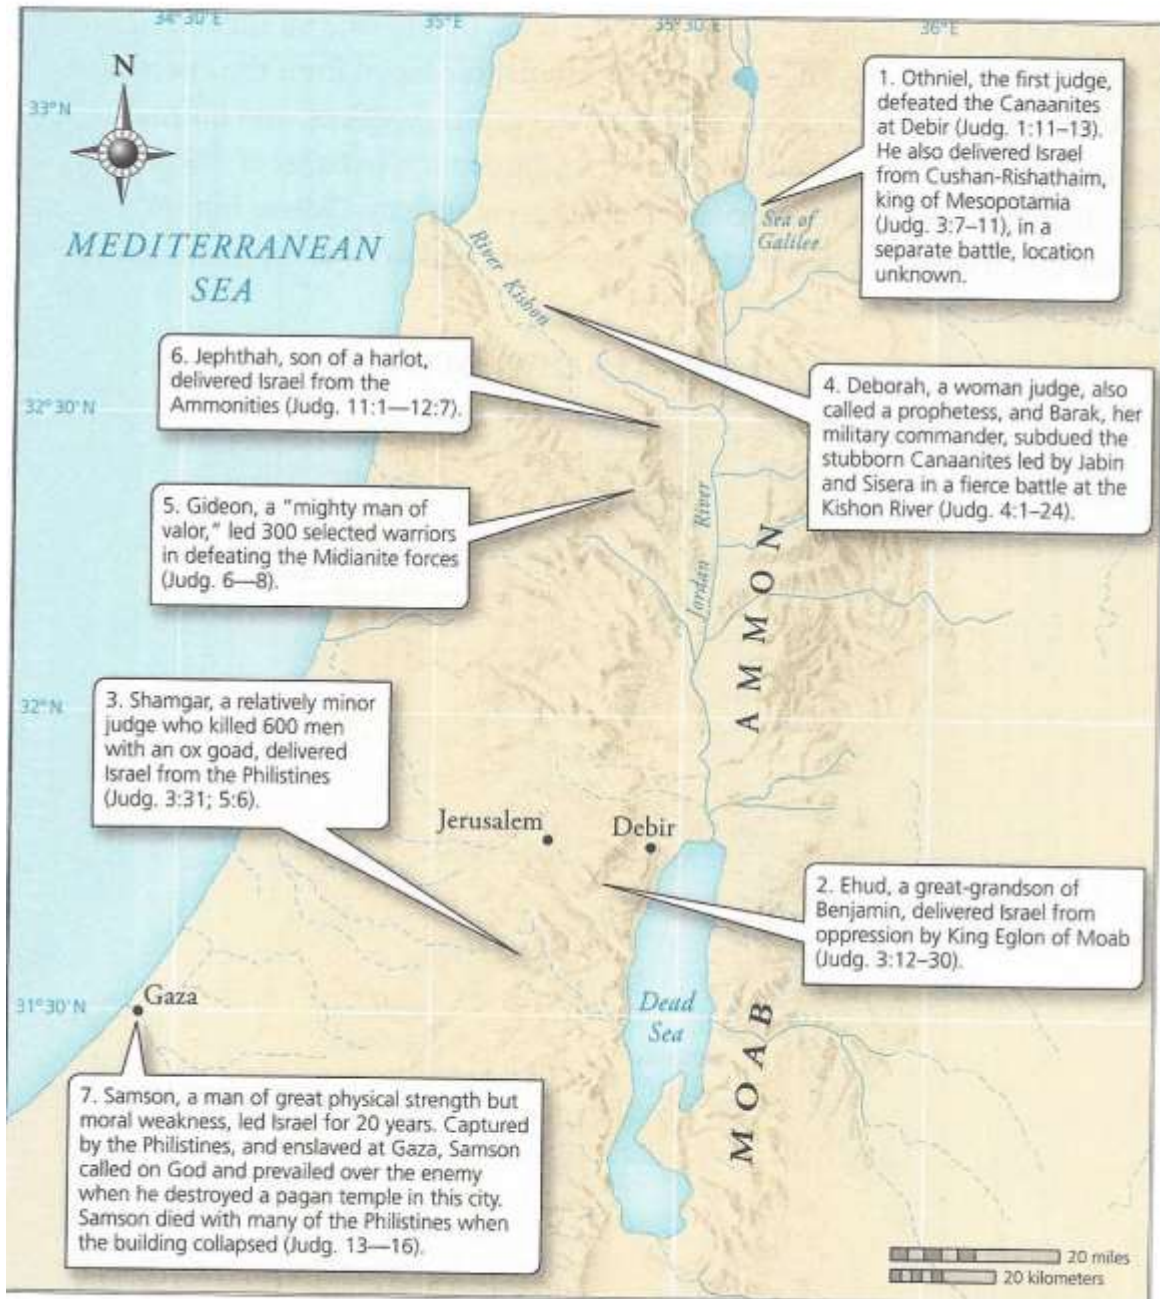 34°30'E
35°E
35°30'E
36°E
N
33°N
1. Othniel, the first judge,
defeated the Canaanites
at Debir (Judg. 1:11–13).
He also delivered Israel
from Cushan-Rishathaim,
king of Mesopotamia
(Judg. 3:7–11), in a
separate battle, location
unknown.
Sea of
Galilee
MEDITERRANEAN
SEA
River Kishon
6. Jephthah, son of a harlot,
delivered Israel from the
Ammonities (Judg. 11:1—12:7).
32°30'N
4. Deborah, a woman judge, also
called a prophetess, and Barak, her
military commander, subdued the
stubborn Canaanites led by Jabin
and Sisera in a fierce battle at the
Kishon River (Judg. 4:1–24).
5. Gideon, a "mighty man of
valor," led 300 selected warriors
in defeating the Midianite forces
(Judg. 6—8).
Jordan River
AMMON
32°N
3. Shamgar, a relatively minor
judge who killed 600 men
with an ox goad, delivered
Israel from the Philistines
(Judg. 3:31; 5:6).
Jerusalem
Debir
2. Ehud, a great-grandson of
Benjamin, delivered Israel from
oppression by King Eglon of Moab
(Judg. 3:12–30).
31°30'N
Gaza
Dead
Sea
MOAB
7. Samson, a man of great physical strength but
moral weakness, led Israel for 20 years. Captured
by the Philistines, and enslaved at Gaza, Samson
called on God and prevailed over the enemy
when he destroyed a pagan temple in this city.
Samson died with many of the Philistines when
the building collapsed (Judg. 13—16).
20 miles
20 kilometers